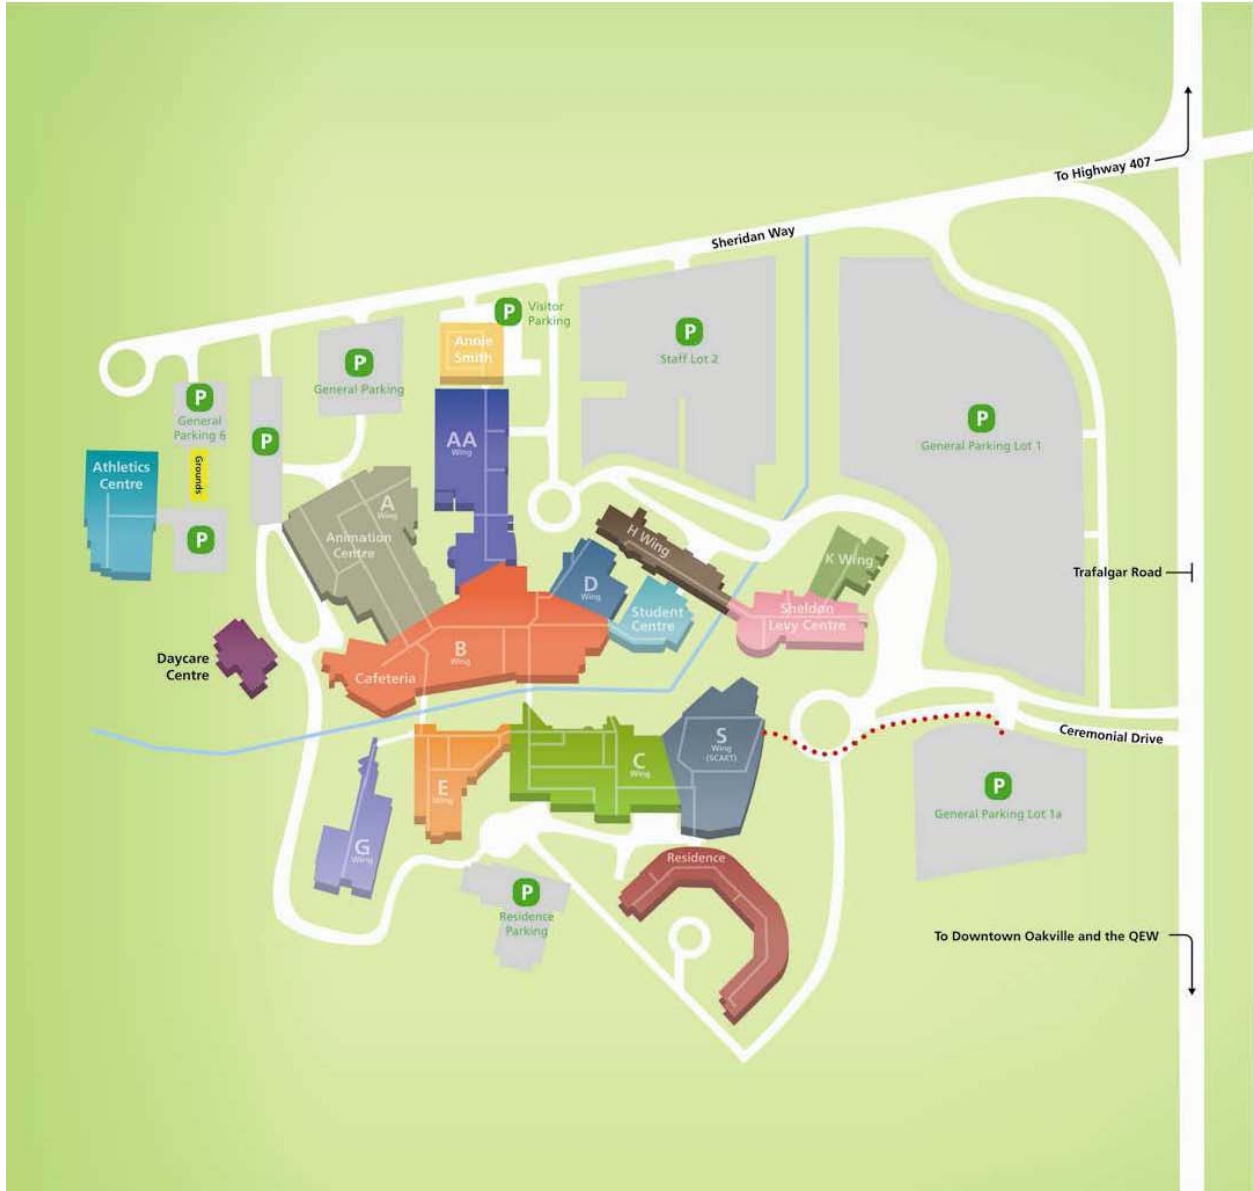 To Highway 407
Sheridan Way
P
Visitor
Parking
P
Staff Lot 2
Annie
Smith
P
General Parking
P
General
Parking 6
P
P
General Parking Lot 1
AA
Wing
Athletics
Centre
Grounds
A
Wing
Animation
Centre
P
H Wing
K Wing
Trafalgar Road
D
Wing
Student
Centre
Sheldon
Levy Centre
B
Wing
Cafeteria
Daycare
Centre
S
Wing
(SCAET)
Ceremonial Drive
C
Wing
E
Wing
P
General Parking Lot 1a
G
Wing
Residence
P
Residence
Parking
To Downtown Oakville and the QEW